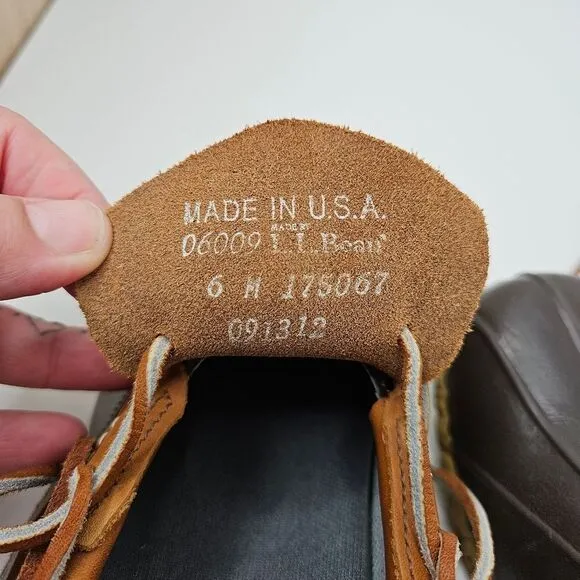 MADE IN U.S.A.
MADE BY
06009 L.L.Bean
6 M 175067
091312